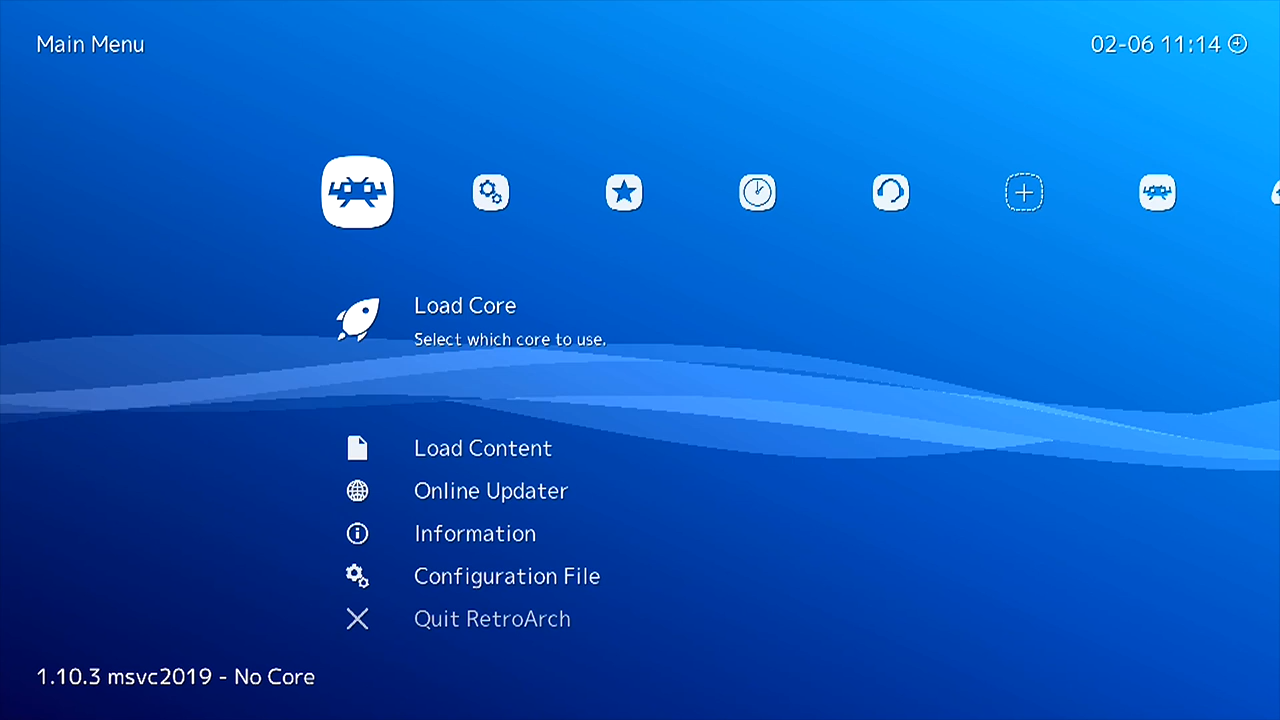 Main Menu
02-06 11:14
Load Core
Select which core to use.
Load Content
Online Updater
Information
Configuration File
Quit RetroArch
1.10.3 msvc2019 - No Core